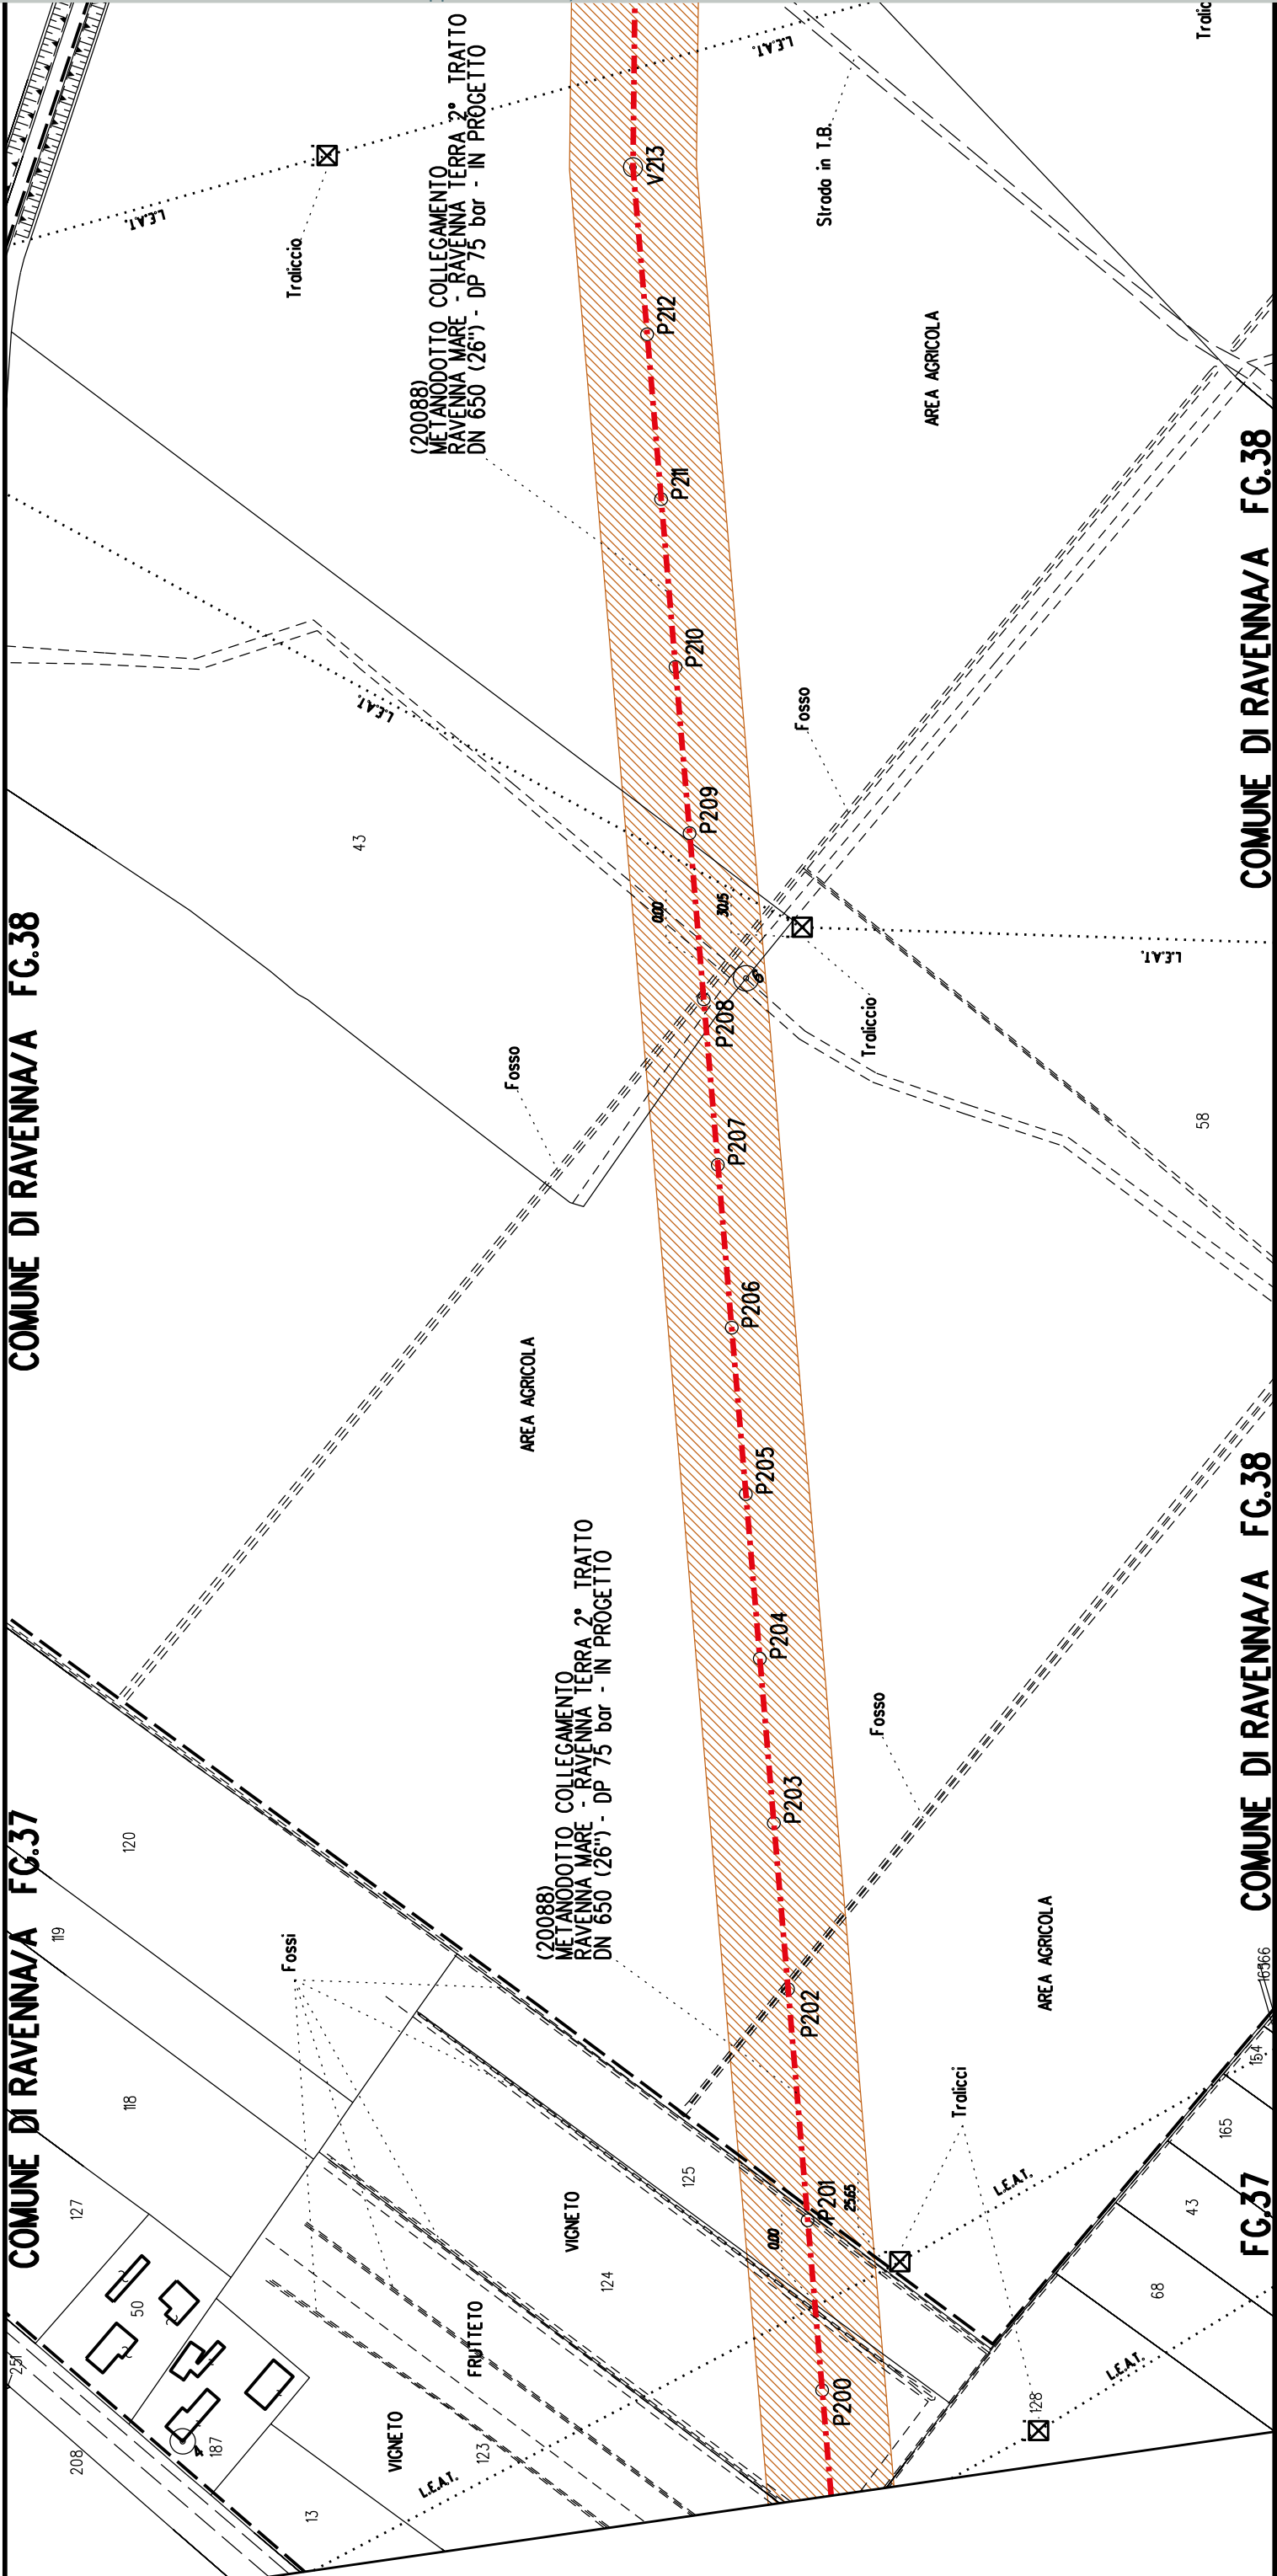 COMUNE DI RAVENNA/A FG.37
COMUNE DI RAVENNA/A FG.38
251
208
187
50
127
13
118
119
120
Fossi
VIGNETO
123
FRUTTETO
L.E.A.T.
VIGNETO
124
125
(20088)
METANODOTTO COLLEGAMENTO
RAVENNA MARE - RAVENNA TERRA 2° TRATTO
DN 650 (26") - DP 75 bar - IN PROGETTO
AREA AGRICOLA
Fosso
43
L.E.A.T.
L.E.A.T.
Traliccio
(20088)
METANODOTTO COLLEGAMENTO
RAVENNA MARE - RAVENNA TERRA 2° TRATTO
DN 650 (26") - DP 75 bar - IN PROGETTO
L.E.A.T.
P200
P201
P202
P203
P204
P205
P206
P207
P208
P209
P210
P211
P212
V213
0.00
25.65
0.00
30.15
6
Tralicci
Fosso
Traliccio
Fosso
Strada in T.B.
AREA AGRICOLA
AREA AGRICOLA
L.E.A.T.
L.E.A.T.
L.E.A.T.
128
68
43
165
154
58
FG.37
COMUNE DI RAVENNA/A FG.38
COMUNE DI RAVENNA/A FG.38